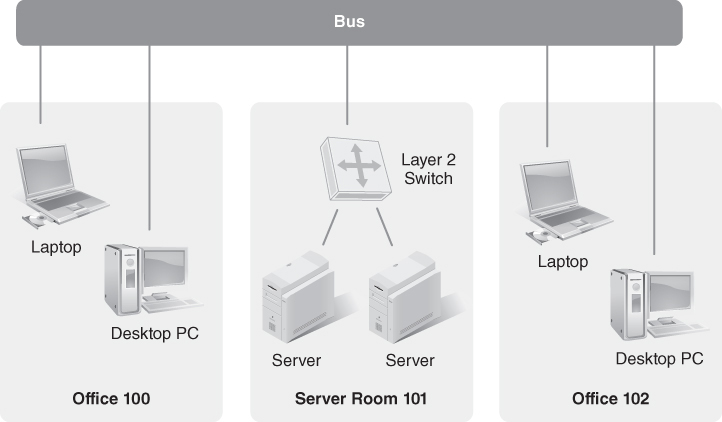 Bus
Layer 2
Switch
Laptop
Desktop PC
Server
Server
Laptop
Desktop PC
Office 100
Server Room 101
Office 102